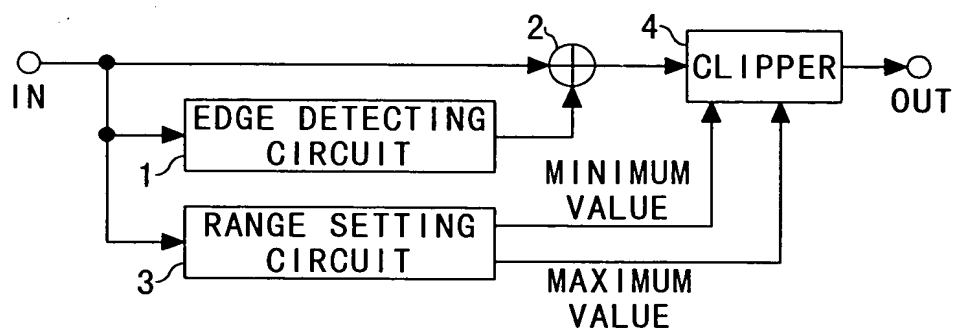 2
4
IN
CLIPPER
OUT
EDGE DETECTING
CIRCUIT
1
MINIMUM
VALUE
RANGE SETTING
CIRCUIT
3
MAXIMUM
VALUE